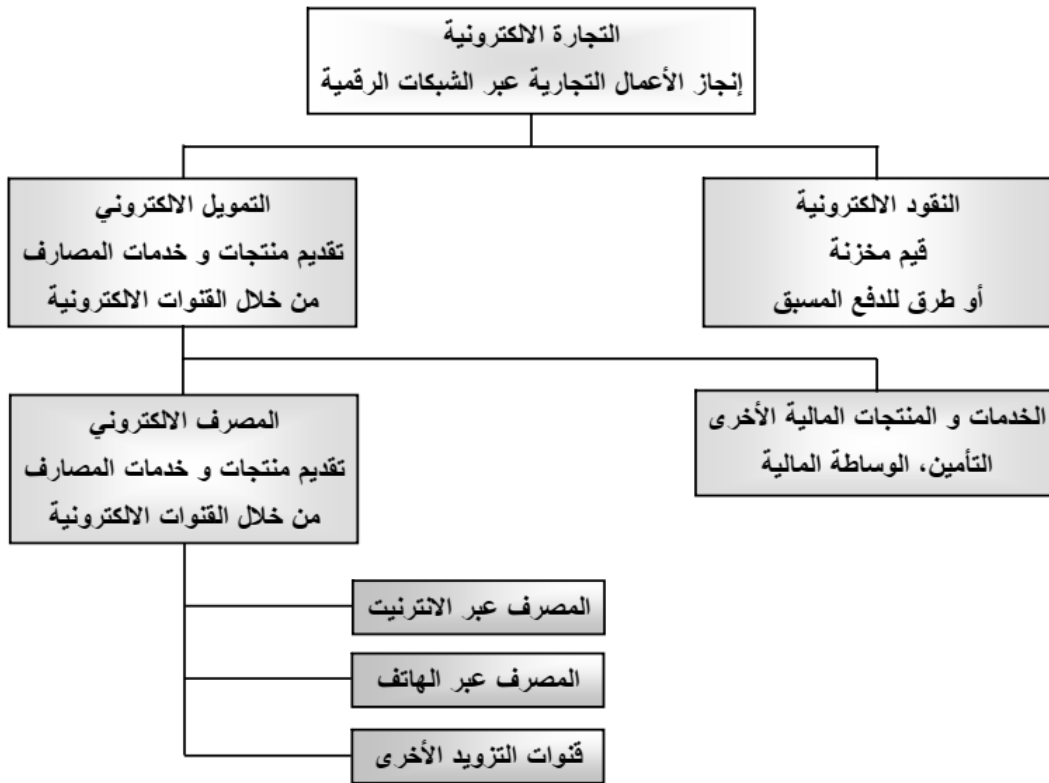 التجارة الالكترونية
إنجاز الأعمال التجارية عبر الشبكات الرقمية
النقود الالكترونية
قيم مخزنة
أو طرق للدفع المسبق
التمويل الالكتروني
تقديم منتجات و خدمات المصارف
من خلال القنوات الالكترونية
الخدمات و المنتجات المالية الأخرى
التأمين، الوساطة المالية
المصرف الالكتروني
تقديم منتجات و خدمات المصارف
من خلال القنوات الالكترونية
المصرف عبر الانترنيت
المصرف عبر الهاتف
قنوات التزويد الأخرى